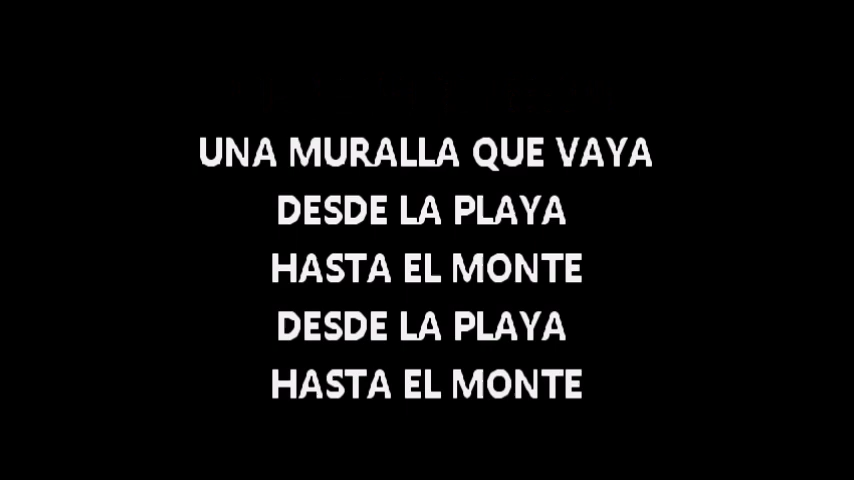 UNA MURALLA QUE VAYA
DESDE LA PLAYA
HASTA EL MONTE
DESDE LA PLAYA
HASTA EL MONTE